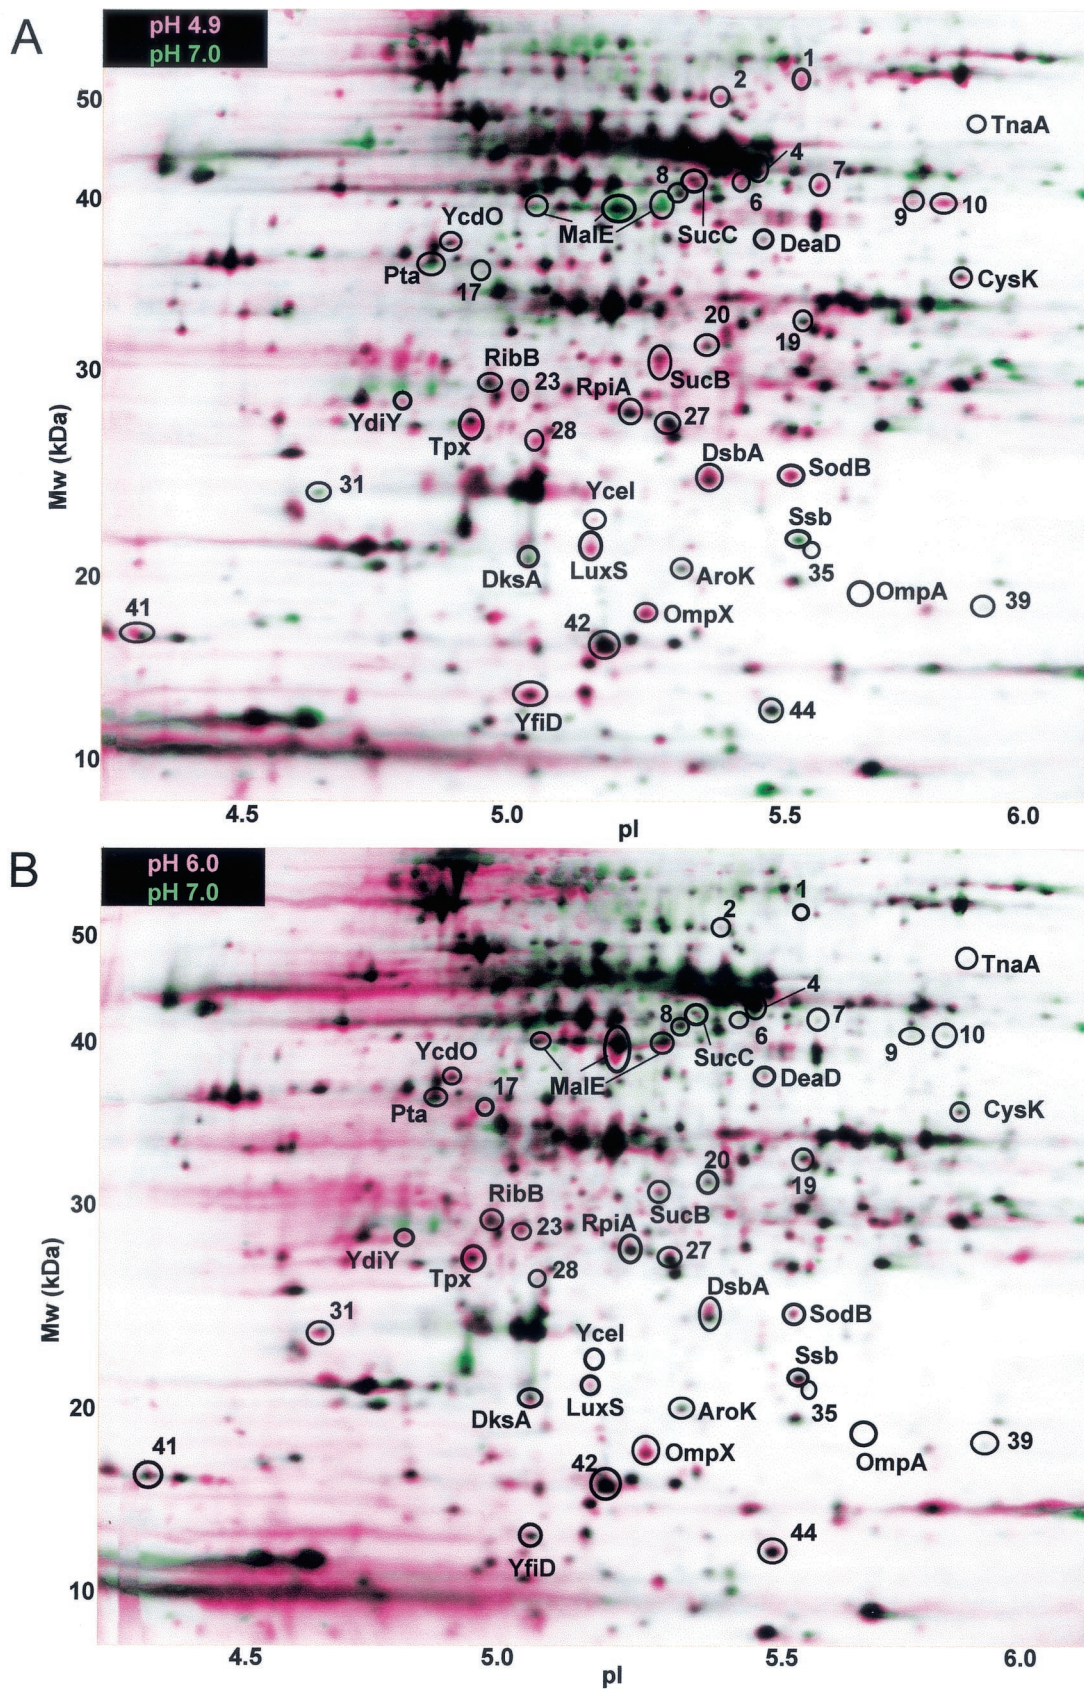 A
pH 4.9
pH 7.0
1
2
50
TnaA
4
7
8
40
6
9
10
YcdO
MalE
SucC
DeaD
Pta
17
CysK
20
19
30
RibB
23
SucB
RpiA
YdiY
27
Tpx
28
DsbA
SodB
Mw (kDa)
31
YceI
Ssb
35
DksA
LuxS
AroK
20
OmpA
39
41
42
OmpX
YfiD
44
10
4.5
5.0
5.5
6.0
pI
B
pH 6.0
pH 7.0
1
2
50
TnaA
4
8
6
7
40
9
10
SucC
YcdO
MalE
DeaD
17
Pta
CysK
20
19
30
RibB
SucB
23
RpiA
YdiY
27
Tpx
28
DsbA
Mw (kDa)
31
SodB
YceI
Ssb
LuxS
35
20
DksA
AroK
41
OmpX
OmpA
39
42
44
YfiD
10
4.5
5.0
5.5
6.0
pI